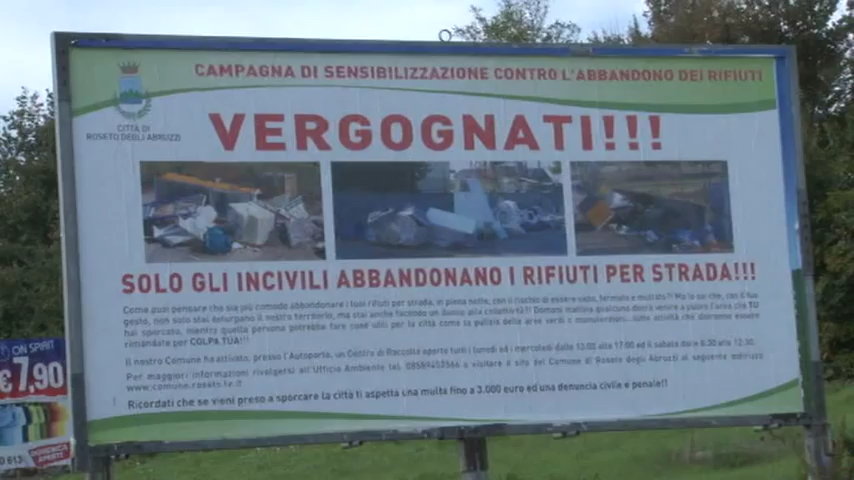 CAMPAGNA DI SENSIBILIZZAZIONE CONTRO L'ABBANDONO DEI RIFIUTI
CITTÀ DI
ROSETO DEGLI ABRUZZI
VERGOGNATI!!!
SOLO GLI INCIVILI ABBANDONANO I RIFIUTI PER STRADA!!!
Come puoi pensare che sia più comodo abbandonare i tuoi rifiuti per strada, in piena notte, con il rischio di essere visto, fermato e multato?! Ma lo sai che, con il tuo
gesto, non solo stai deturpando il nostro territorio, ma stai anche facendo un danno alla collettività?! Domani mattina qualcuno dovrà venire a pulire l'area che TU
hai sporcato, mentre quella persona potrebbe fare cose utili per la città come la pulizia delle aree verdi o manutenzioni... tutte attività che dovranno essere
rimandate per COLPA TUA!!!
Il nostro Comune ha attivato, presso l'Autoporto, un Centro di Raccolta aperto tutti i lunedì ed i mercoledì dalle 13.00 alle 17.00 ed il sabato dalle 8.30 alle 12.30.
Per maggiori informazioni rivolgersi all'Ufficio Ambiente tel. o visitare il sito del Comune di Roseto degli Abruzzi al seguente indirizzo
www.comune.roseto.te.it
Ricordati che se vieni preso a sporcare la città ti aspetta una multa fino a 3.000 euro ed una denuncia civile e penale!!
ON SPIRIT
€7,90
DOMENICA
APERTI